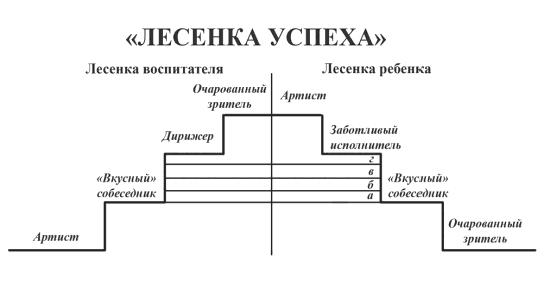 «ЛЕСЕНКА УСПЕХА»
Лесенка воспитателя
Лесенка ребенка
Очарованный
зритель
Артист
Дирижер
Заботливый
исполнитель
г
в
б
а
«Вкусный»
собеседник
«Вкусный»
собеседник
Артист
Очарованный
зритель